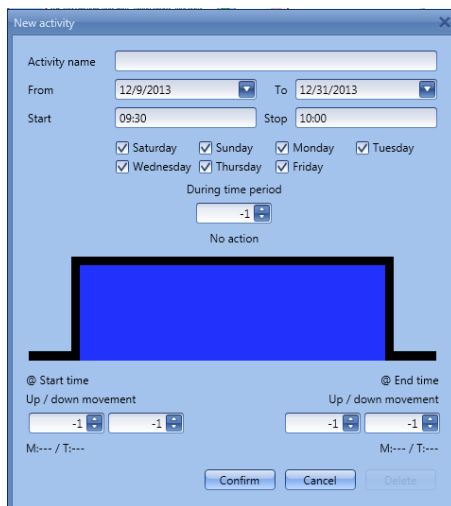 New activity
Activity name
From 12/9/2013 To 12/31/2013
Start 09:30 Stop 10:00
Saturday Sunday Monday Tuesday
Wednesday Thursday Friday
During time period
-1
No action
@ Start time @ End time
Up / down movement Up / down movement
-1 -1 -1 -1
M:--- / T:--- M:--- / T:---
Confirm Cancel Delete